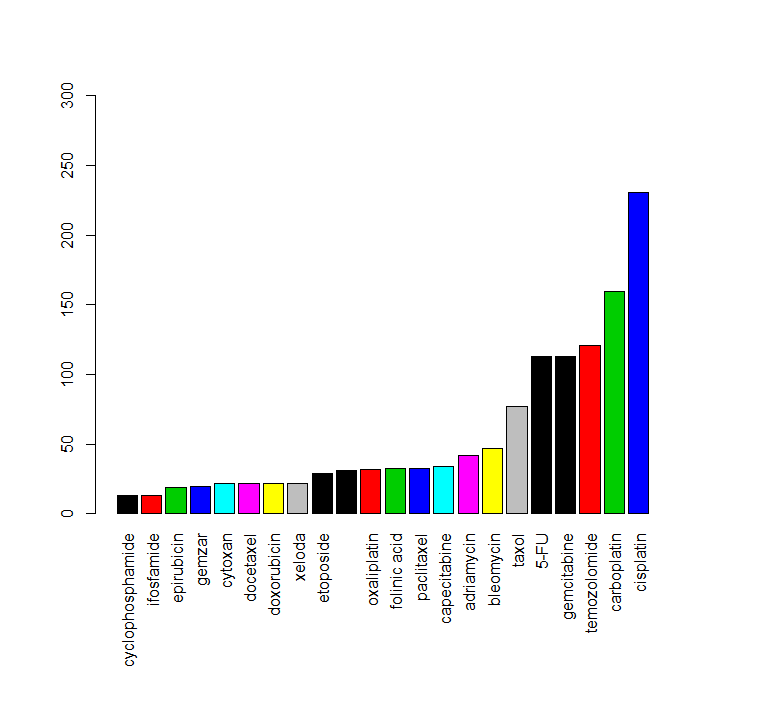 300
250
200
150
100
50
0
cyclophosphamide
ifosfamide
epirubicin
gemzar
cytoxan
docetaxel
doxorubicin
xeloda
etoposide
oxaliplatin
folinic acid
paclitaxel
capecitabine
adriamycin
bleomycin
taxol
5-FU
gemcitabine
temozolomide
carboplatin
cisplatin